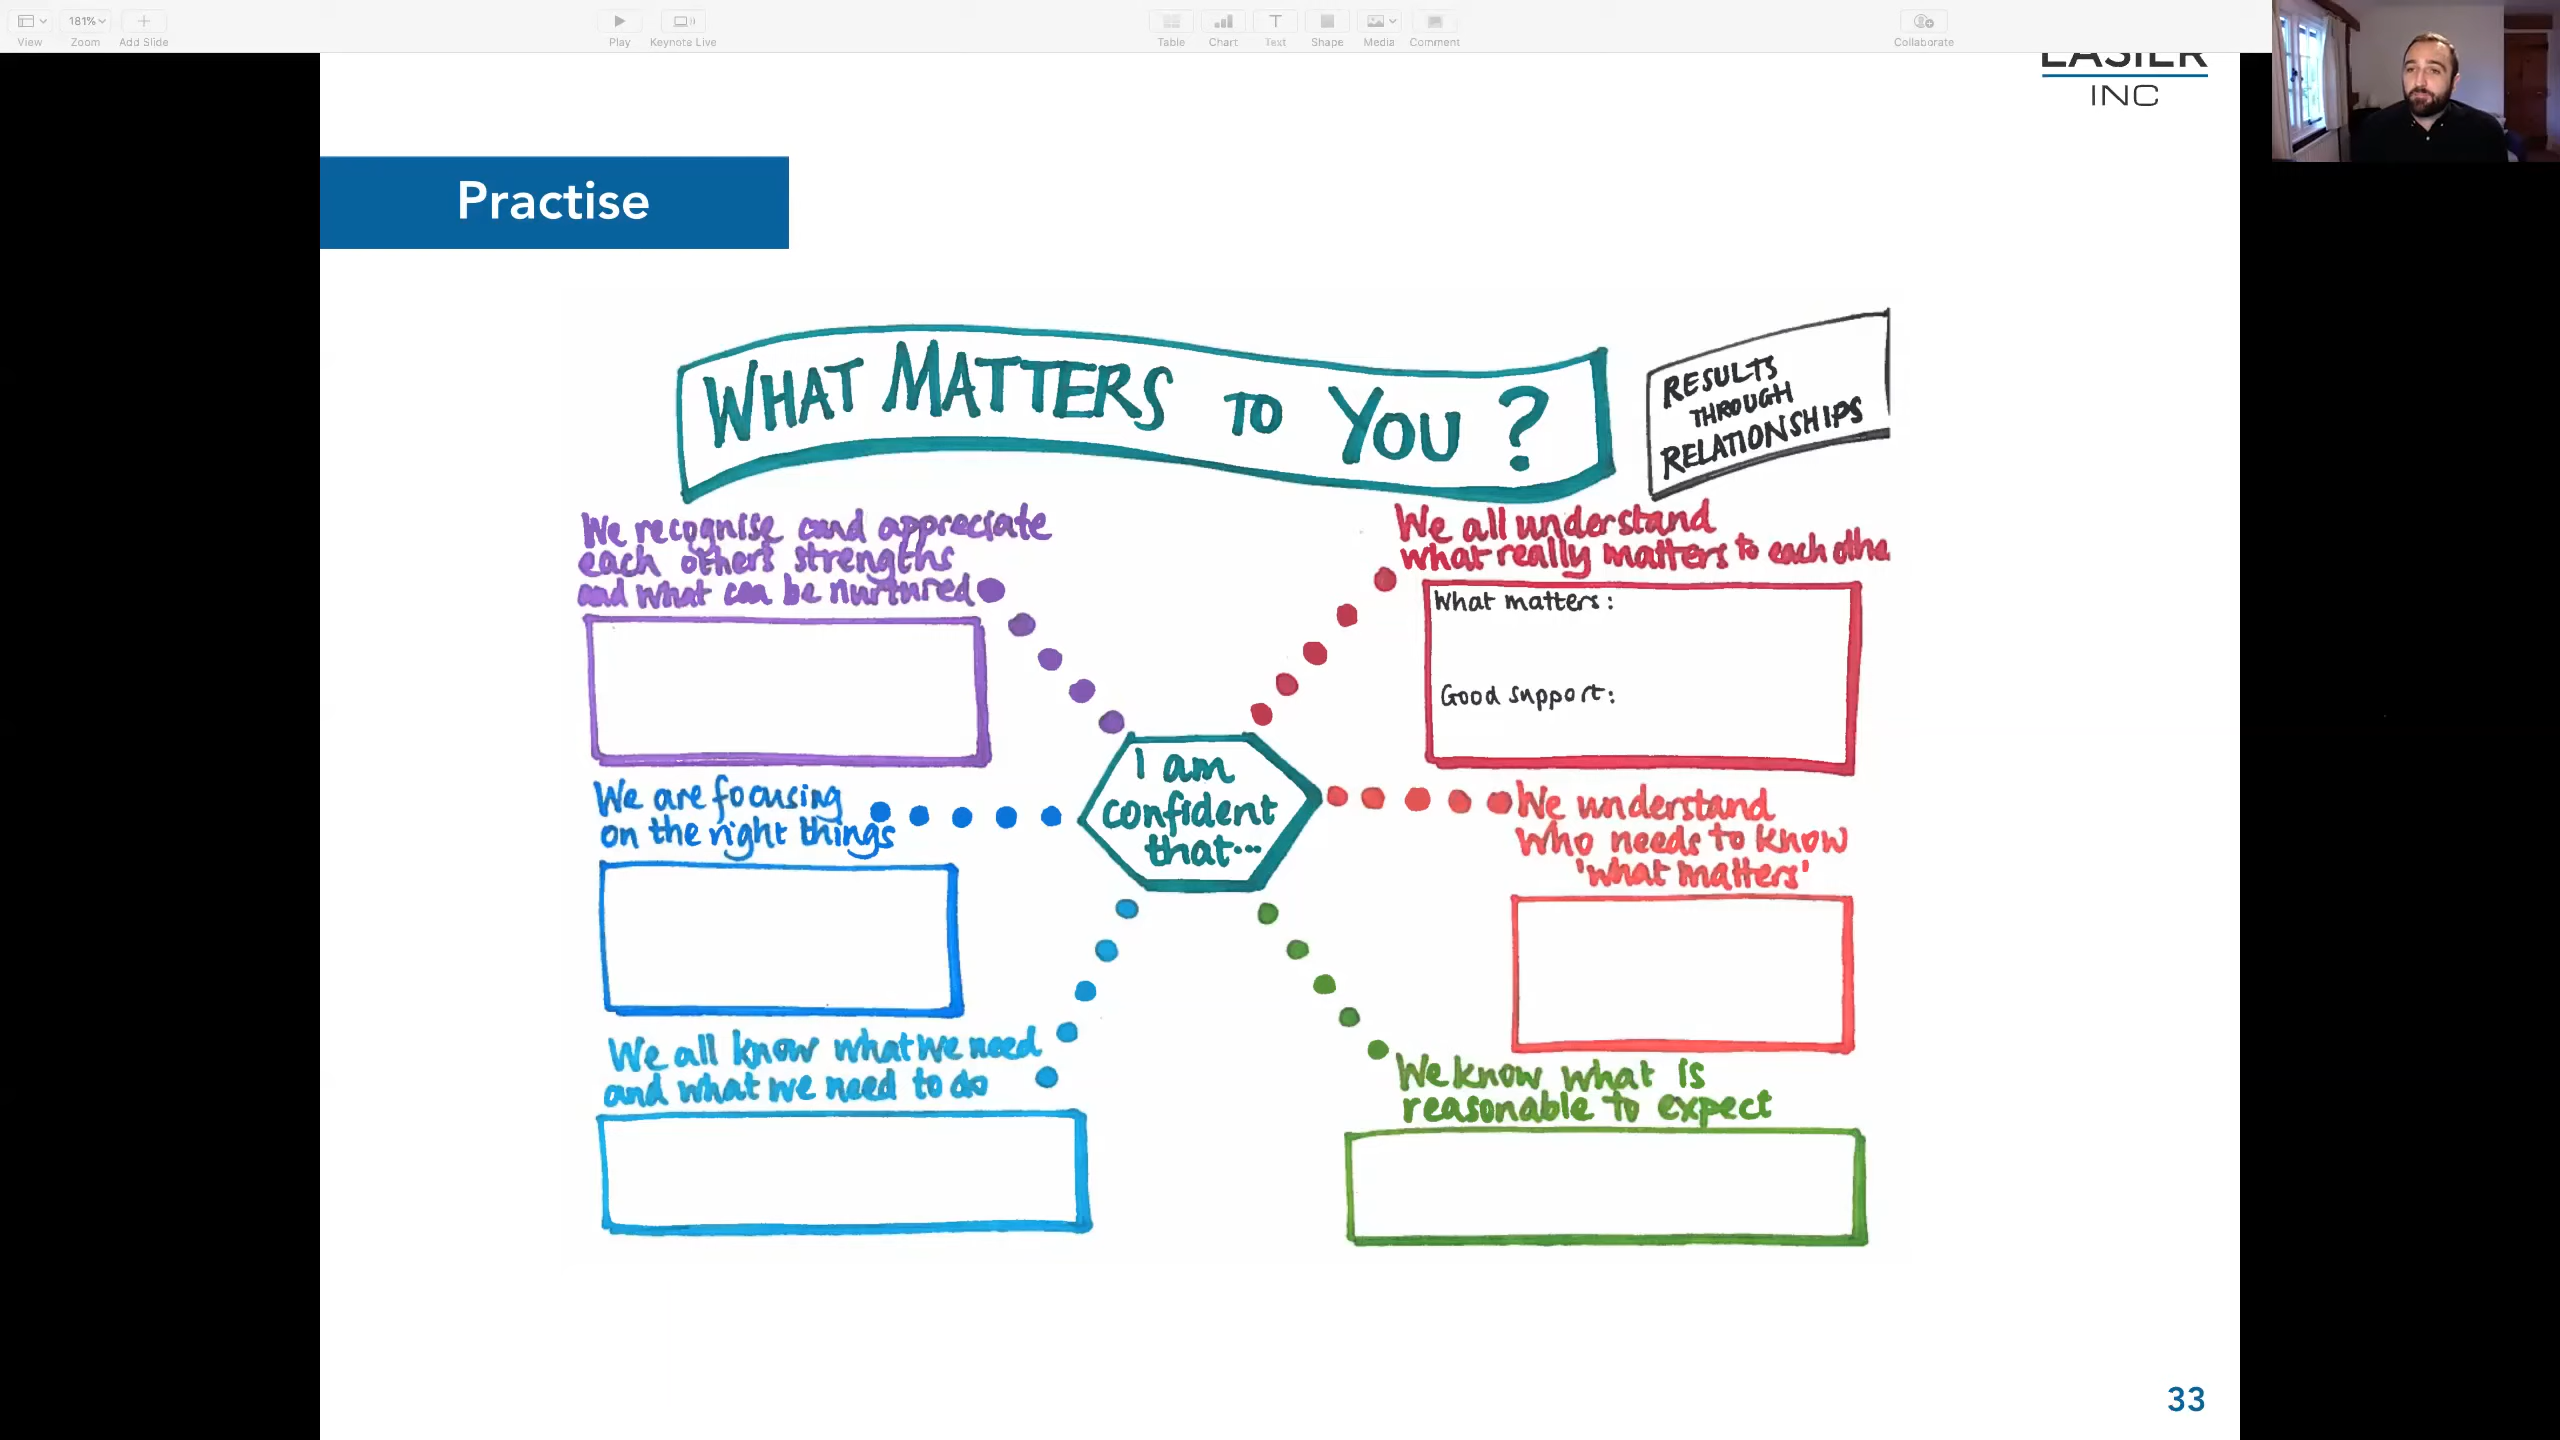 View
181%
Zoom
Add Slide
Play
Keynote Live
Table
Chart
Text
Shape
Media
Comment
Collaborate
EASIER
INC
Practise
WHAT MATTERS TO YOU ?
RESULTS
THROUGH
RELATIONSHIPS
We recognise and appreciate
each others strengths
and what can be nurtured
We all understand
what really matters to each othe
What matters:
Good support:
I am
confident
that...
We are focusing
on the right things
We understand
who needs to know
'what matters'
We all know what we need
and what we need to do
We know what is
reasonable to expect
33